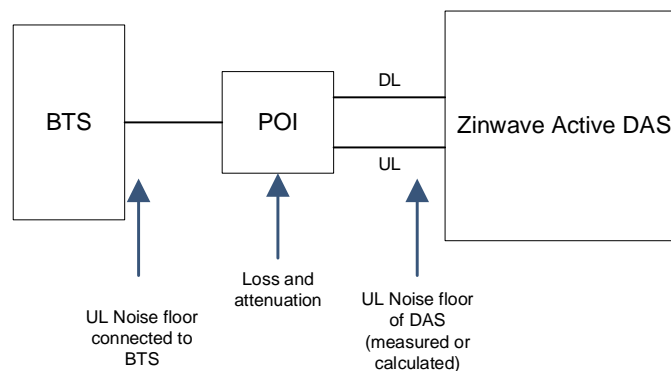 BTS
POI
DL
UL
Zinwave Active DAS
UL Noise floor
connected to
BTS
Loss and
attenuation
UL Noise floor
of DAS
(measured or
calculated)